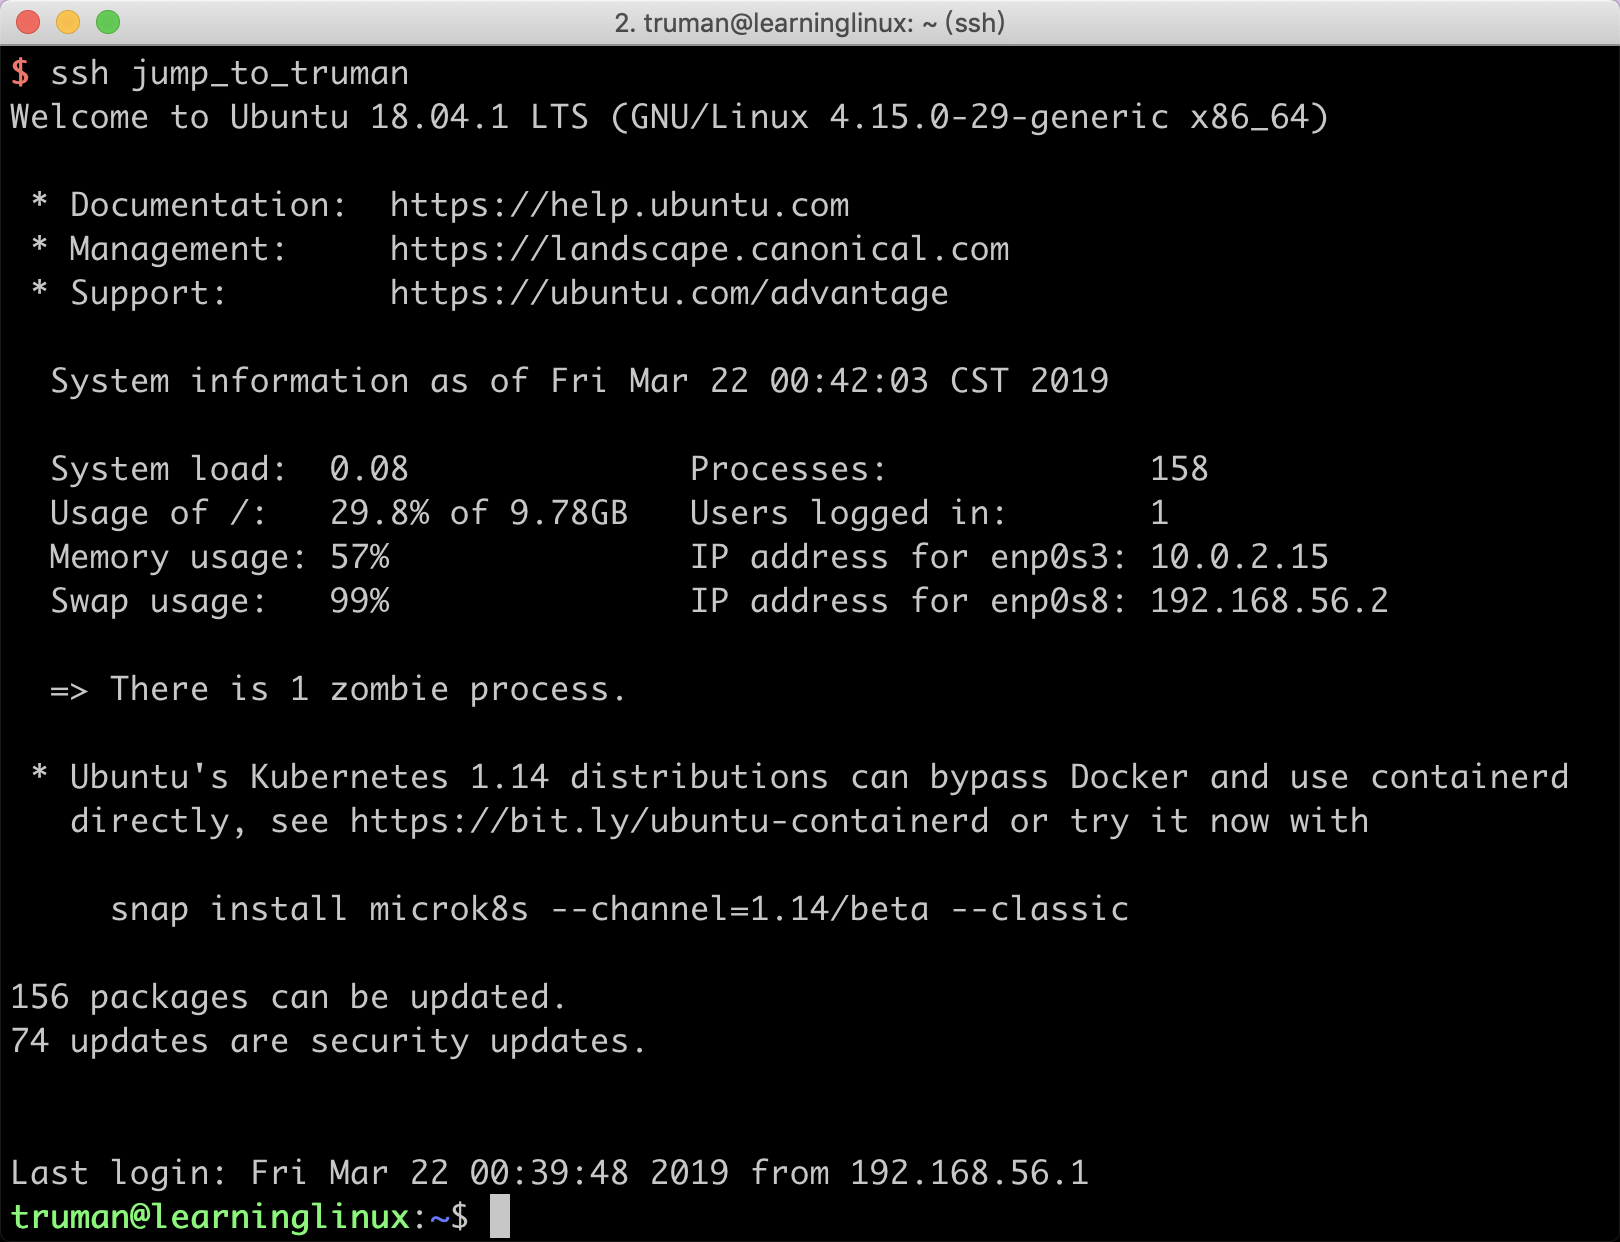 2. truman@learninglinux: ~ (ssh)
$ ssh jump_to_truman
Welcome to Ubuntu 18.04.1 LTS (GNU/Linux 4.15.0-29-generic x86_64)
* Documentation:  https://help.ubuntu.com
* Management:     https://landscape.canonical.com
* Support:        https://ubuntu.com/advantage
System information as of Fri Mar 22 00:42:03 CST 2019
System load:  0.08              Processes:             158
Usage of /:   29.8% of 9.78GB   Users logged in:       1
Memory usage: 57%               IP address for enp0s3: 10.0.2.15
Swap usage:   99%               IP address for enp0s8: 192.168.56.2
=> There is 1 zombie process.
* Ubuntu's Kubernetes 1.14 distributions can bypass Docker and use containerd
directly, see https://bit.ly/ubuntu-containerd or try it now with
snap install microk8s --channel=1.14/beta --classic
156 packages can be updated.
74 updates are security updates.
Last login: Fri Mar 22 00:39:48 2019 from 192.168.56.1
truman@learninglinux:~$